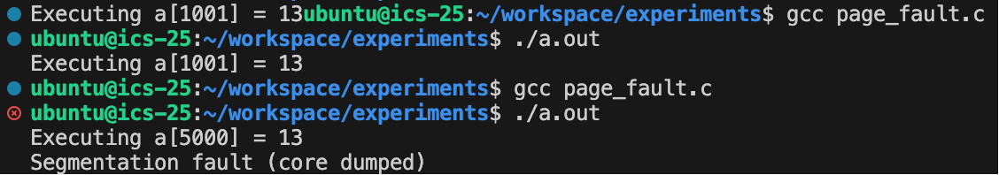 Executing a[1001] = 13ubuntu@ics-25:~/workspace/experiments$ gcc page_fault.c
ubuntu@ics-25:~/workspace/experiments$ ./a.out
Executing a[1001] = 13
ubuntu@ics-25:~/workspace/experiments$ gcc page_fault.c
ubuntu@ics-25:~/workspace/experiments$ ./a.out
Executing a[5000] = 13
Segmentation fault (core dumped)